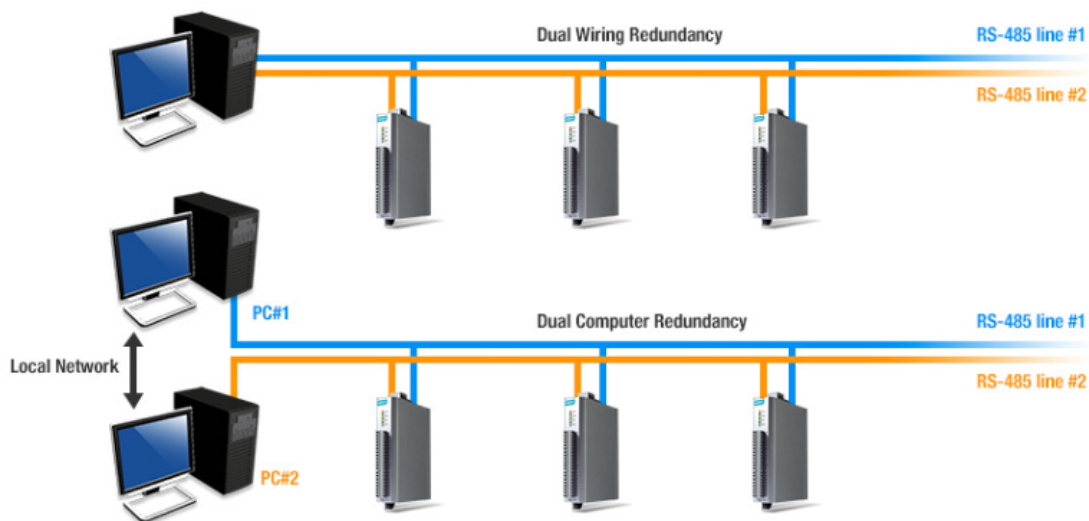 Dual Wiring Redundancy
RS-485 line #1
RS-485 line #2
PC#1
Dual Computer Redundancy
RS-485 line #1
Local Network
RS-485 line #2
PC#2